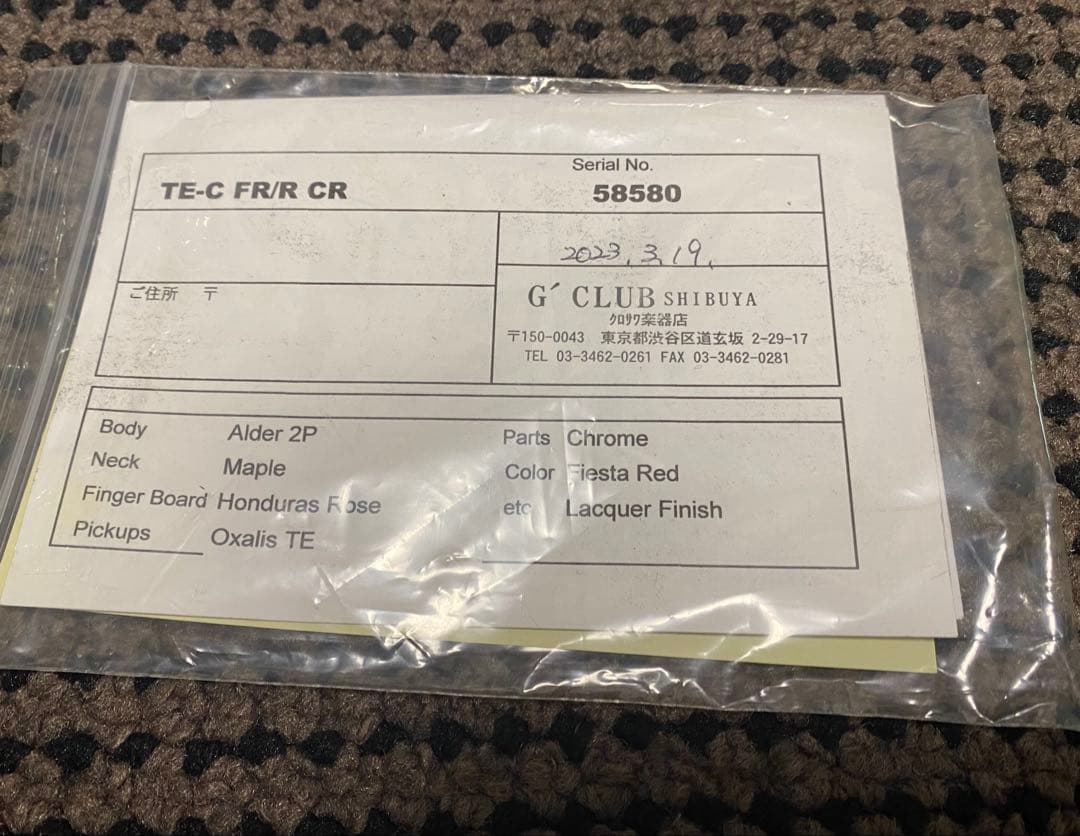 TE-C FR/R CR
Serial No.
58580
2023.3.19.
ご住所 〒
G´ CLUB SHIBUYA
クロサワ楽器店
〒150-0043 東京都渋谷区道玄坂 2-29-17
TEL 03-3462-0261 FAX 03-3462-0281
Body Alder 2P
Neck Maple
Finger Board Honduras Rose
Pickups Oxalis TE
Parts Chrome
Color Fiesta Red
etc Lacquer Finish